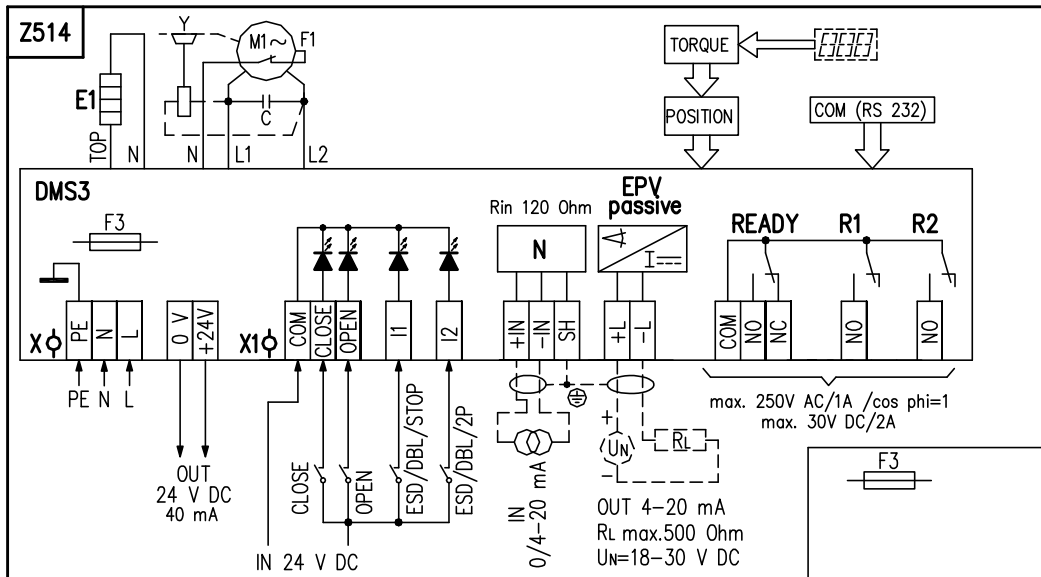 Z514
Y
M1~
F1
TORQUE
888
E1
C
POSITION
COM (RS 232)
TOP
N
N
L1
L2
DMS3
EPV
passive
Rin 120 Ohm
READY
R1
R2
F3
N
I
X
PE
N
L
0 V
+24V
X1
COM
CLOSE
OPEN
I1
I2
+IN
-IN
SH
+L
-L
COM
NO
NC
NO
NO
PE N L
OUT
24 V DC
40 mA
CLOSE
OPEN
ESD/DBL/STOP
ESD/DBL/2P
IN 24 V DC
IN
0/4-20 mA
+
UN
-
RL
OUT 4-20 mA
RL max.500 Ohm
UN=18-30 V DC
max. 250V AC/1A /cos phi=1
max. 30V DC/2A
F3